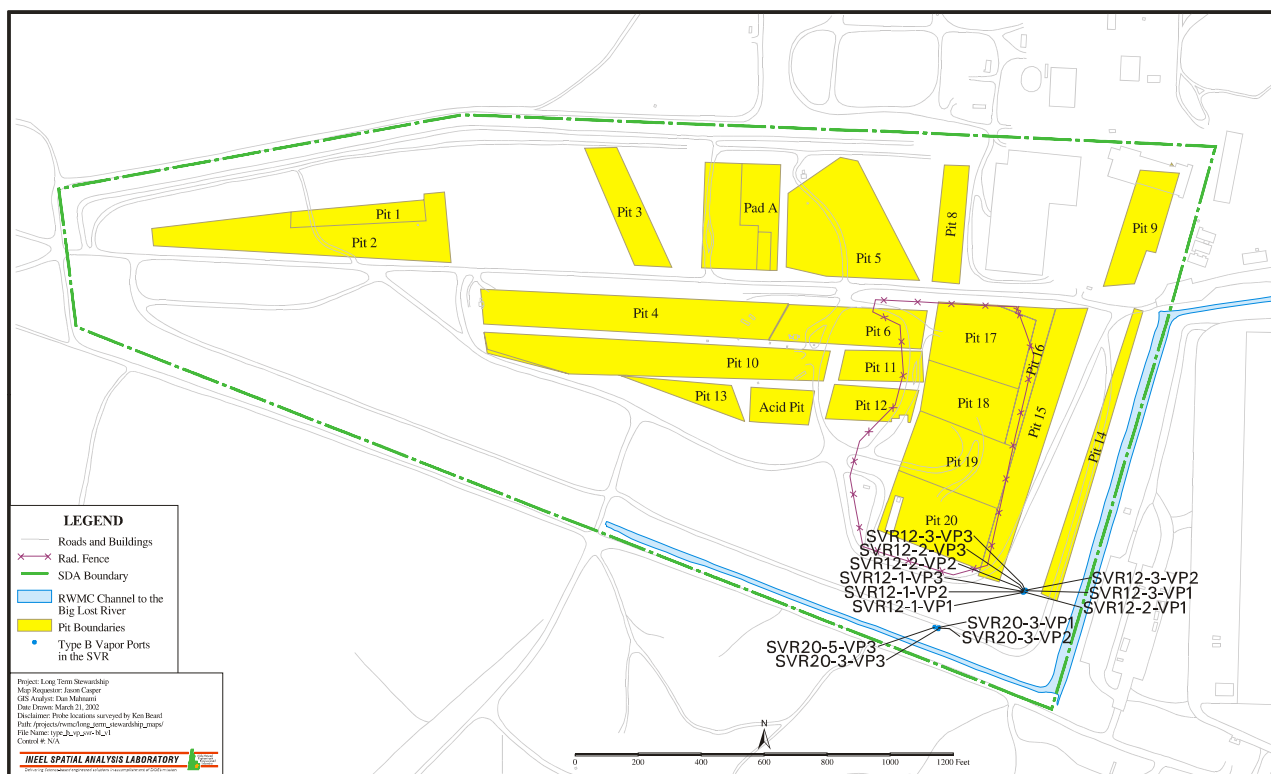 Pit 1
Pit 2
Pit 3
Pad A
Pit 5
Pit 8
Pit 9
Pit 4
Pit 6
Pit 17
Pit 16
Pit 10
Pit 11
Pit 13
Acid Pit
Pit 12
Pit 18
Pit 15
Pit 14
Pit 19
Pit 20
SVR12-3-VP3
SVR12-2-VP3
SVR12-2-VP2
SVR12-1-VP3
SVR12-1-VP2
SVR12-1-VP1
SVR12-3-VP2
SVR12-3-VP1
SVR12-2-VP1
SVR20-3-VP1
SVR20-3-VP2
SVR20-5-VP3
SVR20-3-VP3
LEGEND
Roads and Buildings
Rad. Fence
SDA Boundary
RWMC Channel to the
Big Lost River
Pit Boundaries
Type B Vapor Ports
in the SVR
Project: Long Term Stewardship
Map Requestor: Jason Casper
GIS Analyst: Dan Mahnami
Date Drawn: March 21, 2002
Disclaimer: Probe locations surveyed by Ken Beard
Path: /projects/rwmc/long_term_stewardship_maps/
File Name: type_b_vp_svr-bl_v1
Control #: N/A
INEEL SPATIAL ANALYSIS LABORATORY
N
0 200 400 600 800 1000 1200 Feet